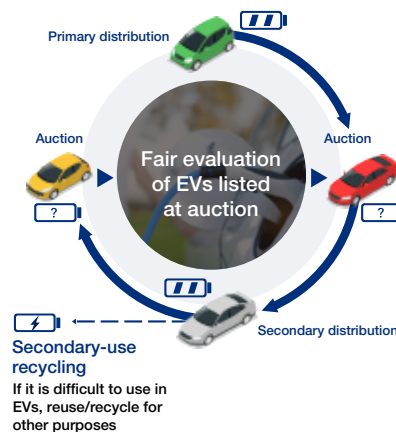 Primary distribution
Auction
Auction
Fair evaluation
of EVs listed
at auction
?
?
Secondary distribution
Secondary-use
recycling
If it is difficult to use in
EVs, reuse/recycle for
other purposes